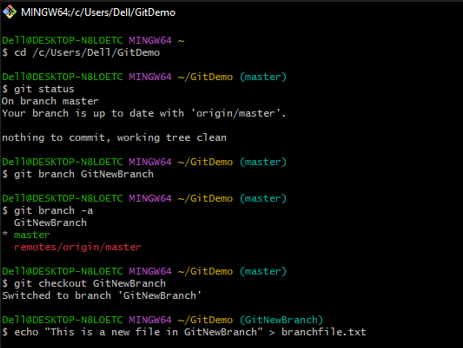 MINGW64:/c/Users/Dell/GitDemo
Dell@DESKTOP-N8LOETC MINGW64 ~
$ cd /c/Users/Dell/GitDemo
Dell@DESKTOP-N8LOETC MINGW64 ~/GitDemo (master)
$ git status
On branch master
Your branch is up to date with 'origin/master'.
nothing to commit, working tree clean
Dell@DESKTOP-N8LOETC MINGW64 ~/GitDemo (master)
$ git branch GitNewBranch
Dell@DESKTOP-N8LOETC MINGW64 ~/GitDemo (master)
$ git branch -a
  GitNewBranch
* master
  remotes/origin/master
Dell@DESKTOP-N8LOETC MINGW64 ~/GitDemo (master)
$ git checkout GitNewBranch
Switched to branch 'GitNewBranch'
Dell@DESKTOP-N8LOETC MINGW64 ~/GitDemo (GitNewBranch)
$ echo "This is a new file in GitNewBranch" > branchfile.txt